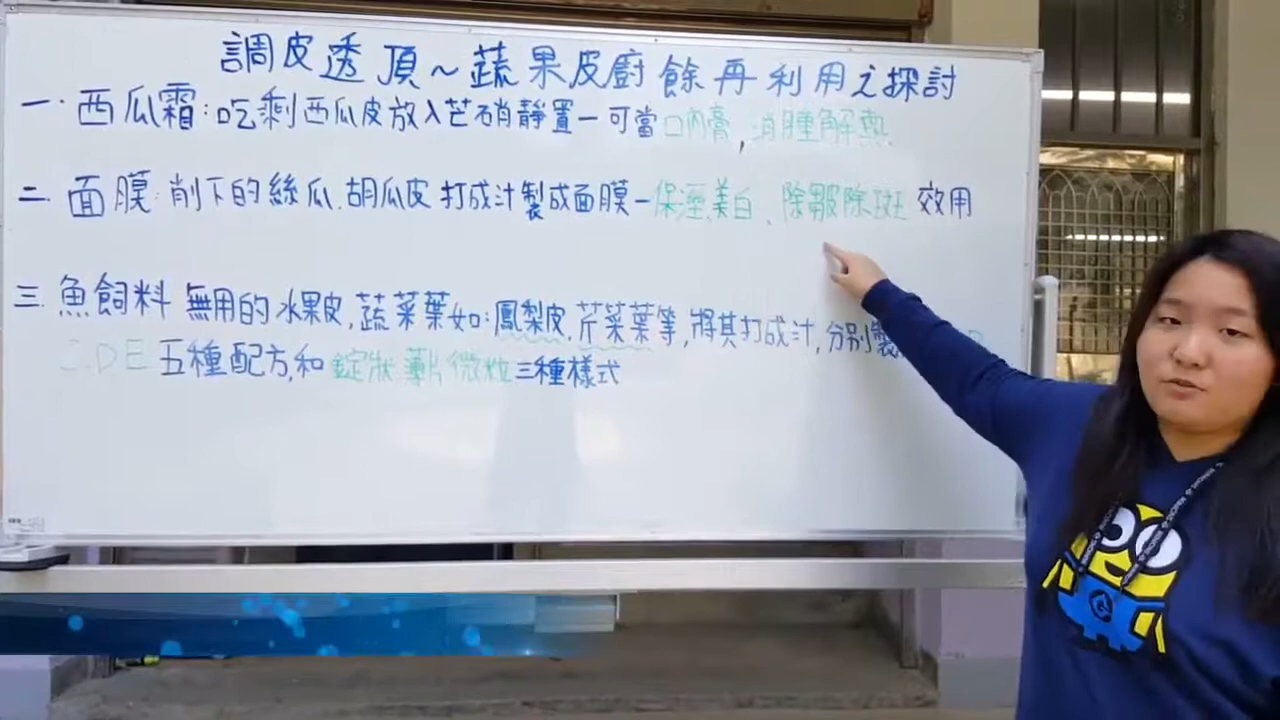 調皮透頂~蔬果皮廚餘再利用之探討
一.西瓜霜:吃剩西瓜皮放入芒硝靜置-可當口內膏,消腫解熱.
二.面膜:削下的絲瓜.胡瓜皮打成汁製成面膜-保溼.美白、除皺除斑效用
三.魚飼料 無用的水果皮,蔬菜葉如:鳳梨皮.芹菜葉等,將其打成汁,分別製
C.D E五種配方,和錠狀.薄片.微粒三種樣式